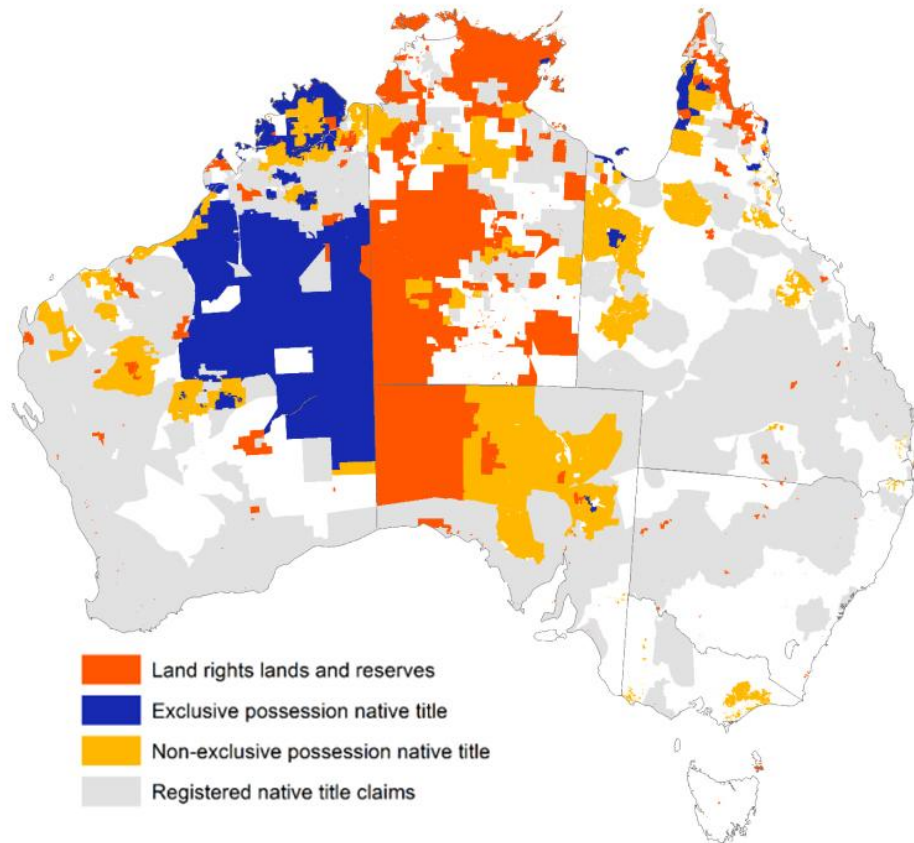 Land rights lands and reserves
Exclusive possession native title
Non-exclusive possession native title
Registered native title claims